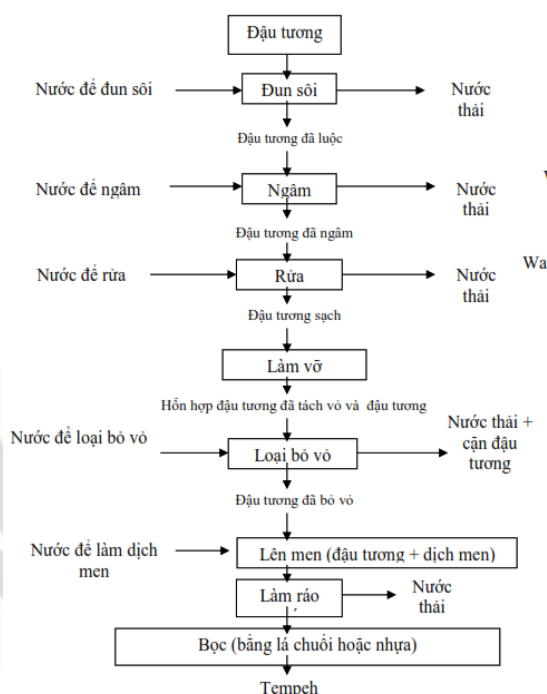 Đậu tương
Nước để đun sôi
Đun sôi
Nước
thải
Đậu tương đã luộc
Nước để ngâm
Ngâm
Nước
thải
Đậu tương đã ngâm
Nước để rửa
Rửa
Nước
thải
Wa
Đậu tương sạch
Làm vỡ
Hỗn hợp đậu tương đã tách vỏ và đậu tương
Nước để loại bỏ vỏ
Loại bỏ vỏ
Nước thải +
cặn đậu
tương
Đậu tương đã bỏ vỏ
Nước để làm dịch
men
Lên men (đậu tương + dịch men)
Làm ráo
Nước
thải
Bọc (bằng lá chuối hoặc nhựa)
Tempeh